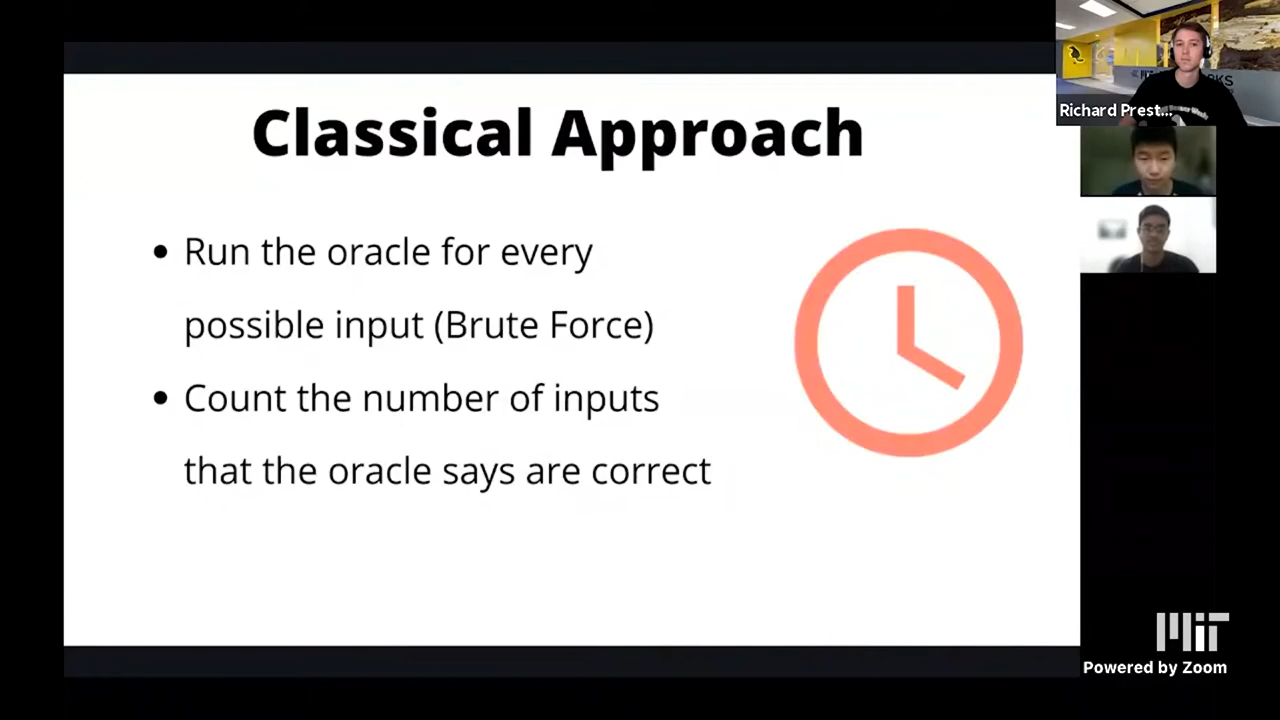 Classical Approach
• Run the oracle for every
possible input (Brute Force)
• Count the number of inputs
that the oracle says are correct
Richard Prest...
MIT
Powered by Zoom